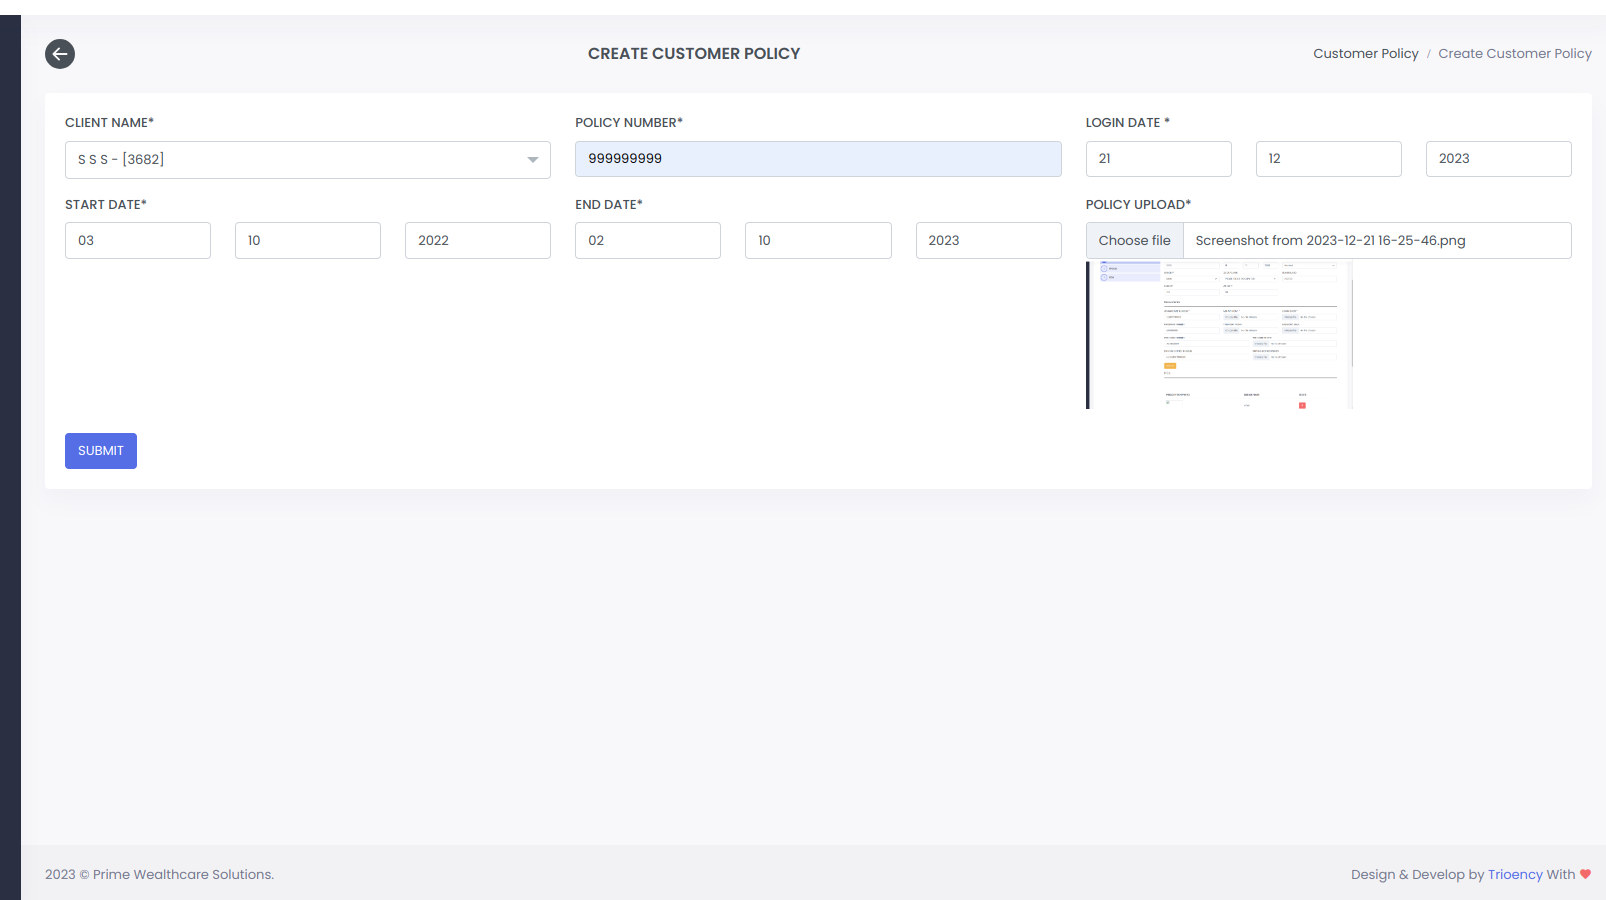 CREATE CUSTOMER POLICY
Customer Policy / Create Customer Policy
CLIENT NAME*
S S S - [3682]
POLICY NUMBER*
999999999
LOGIN DATE *
21 12 2023
START DATE*
03 10 2022
END DATE*
02 10 2023
POLICY UPLOAD*
Choose file Screenshot from 2023-12-21 16-25-46.png
SUBMIT
2023 © Prime Wealthcare Solutions.
Design & Develop by Trioency With